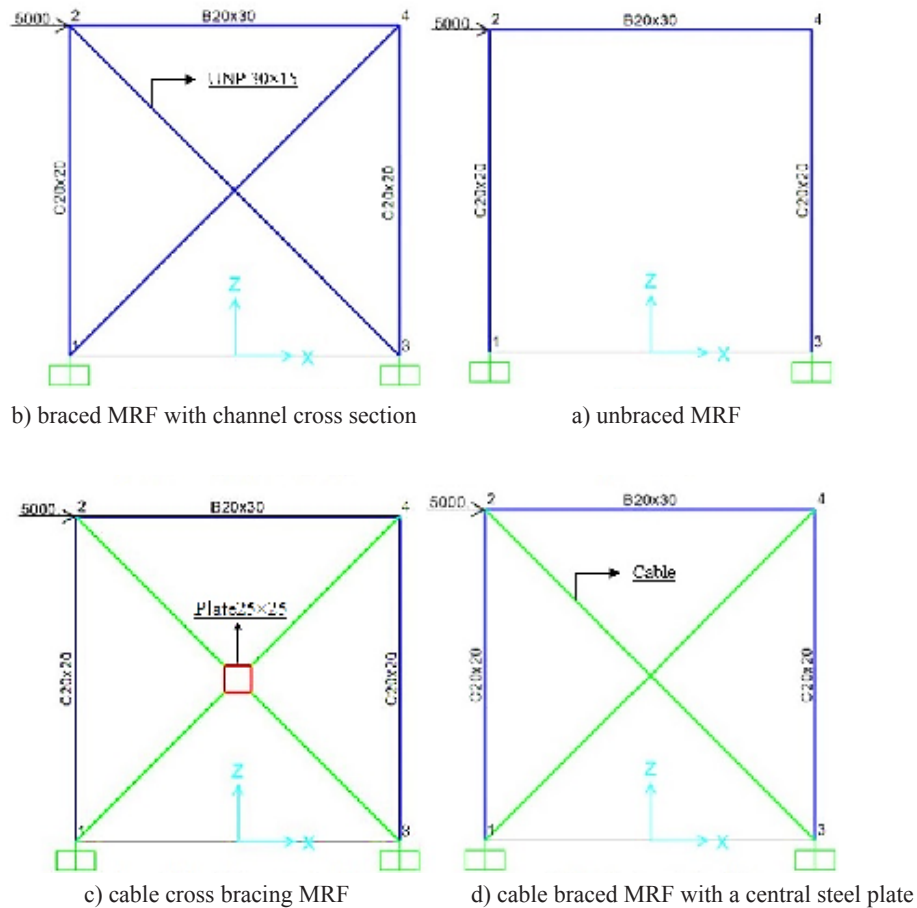 5000 2 B20x30 4
UNP 30×15
C20x20 C20x20
Z
1 X 3
b) braced MRF with channel cross section
5000 2 B20x30 4
C20x20 C20x20
Z
1 X 3
a) unbraced MRF
5000 2 B20x30 4
Plate25×25
C20x20 C20x20
Z
1 X 3
c) cable cross bracing MRF
5000 2 B20x30 4
Cable
C20x20 C20x20
Z
1 X 3
d) cable braced MRF with a central steel plate